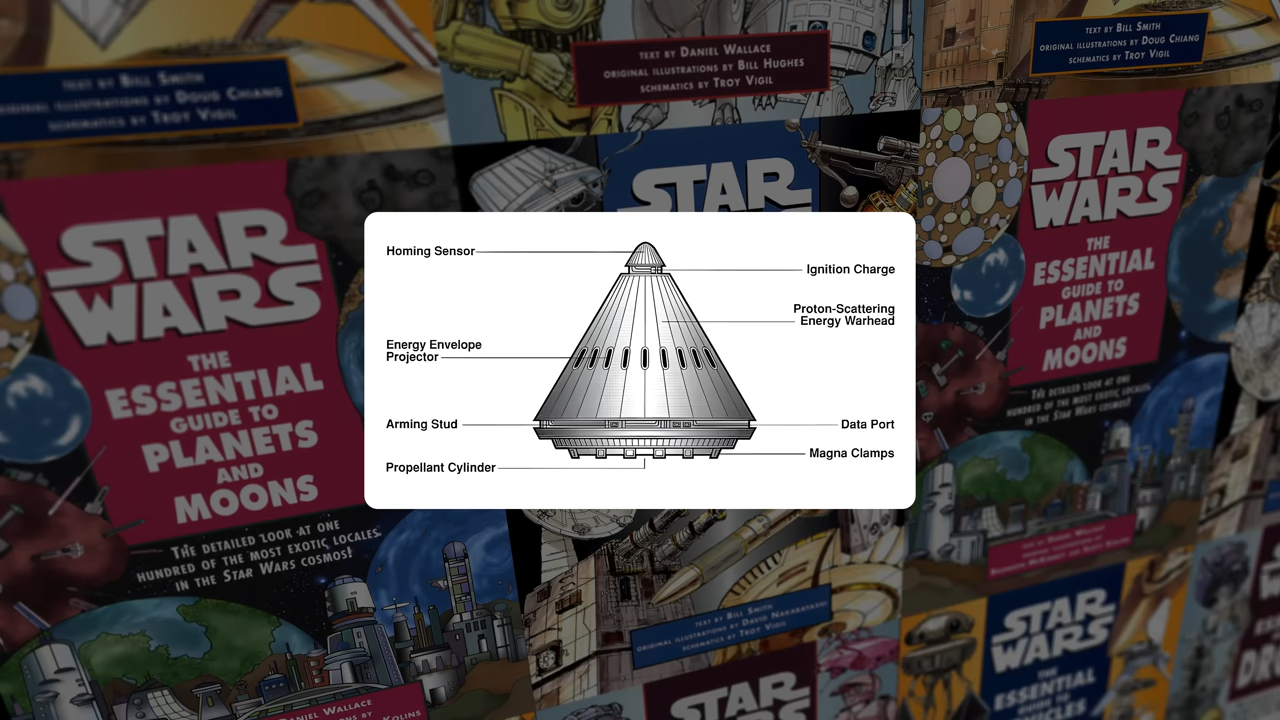 TEXT BY BILL SMITH
ORIGINAL ILLUSTRATIONS BY DOUG CHIANG
SCHEMATICS BY TROY VIGIL
TEXT BY DANIEL WALLACE
ORIGINAL ILLUSTRATIONS BY BILL HUGHES
SCHEMATICS BY TROY VIGIL
TEXT BY BILL SMITH
ORIGINAL ILLUSTRATIONS BY DOUG CHIANG
SCHEMATICS BY TROY VIGIL
STAR
WARS
THE
ESSENTIAL
GUIDE TO
PLANETS
AND
MOONS
THE DETAILED LOOK AT ONE
HUNDRED OF THE MOST EXOTIC LOCALES
IN THE STAR WARS COSMOS!
DANIEL WALLACE
KOLINS
STAR
Homing Sensor
Ignition Charge
Proton-Scattering
Energy Warhead
Energy Envelope
Projector
Arming Stud
Data Port
Magna Clamps
Propellant Cylinder
STAR
WARS
THE
ESSENTIAL
GUIDE TO
PLANETS
AND
MOONS
THE DETAILED LOOK AT ONE
HUNDRED OF THE MOST EXOTIC LOCALES
IN THE STAR WARS COSMOS!
TEXT BY BILL SMITH
ORIGINAL ILLUSTRATIONS BY DAVID NAKABAYASHI
SCHEMATICS BY TROY VIGIL
STAR
WARS
STAR
WARS
THE
ESSENTIAL